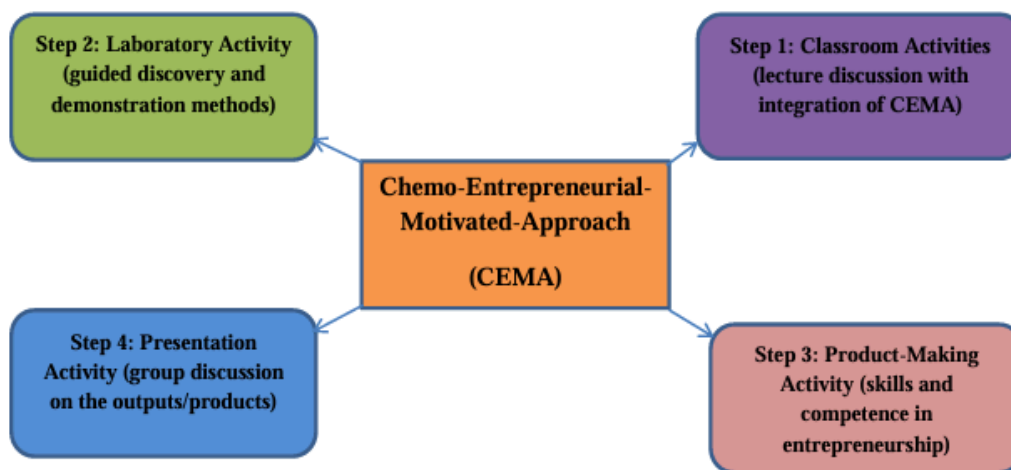 Step 2: Laboratory Activity
(guided discovery and
demonstration methods)
Step 1: Classroom Activities
(lecture discussion with
integration of CEMA)
Chemo-Entrepreneurial-
Motivated-Approach
(CEMA)
Step 4: Presentation
Activity (group discussion
on the outputs/products)
Step 3: Product-Making
Activity (skills and
competence in
entrepreneurship)